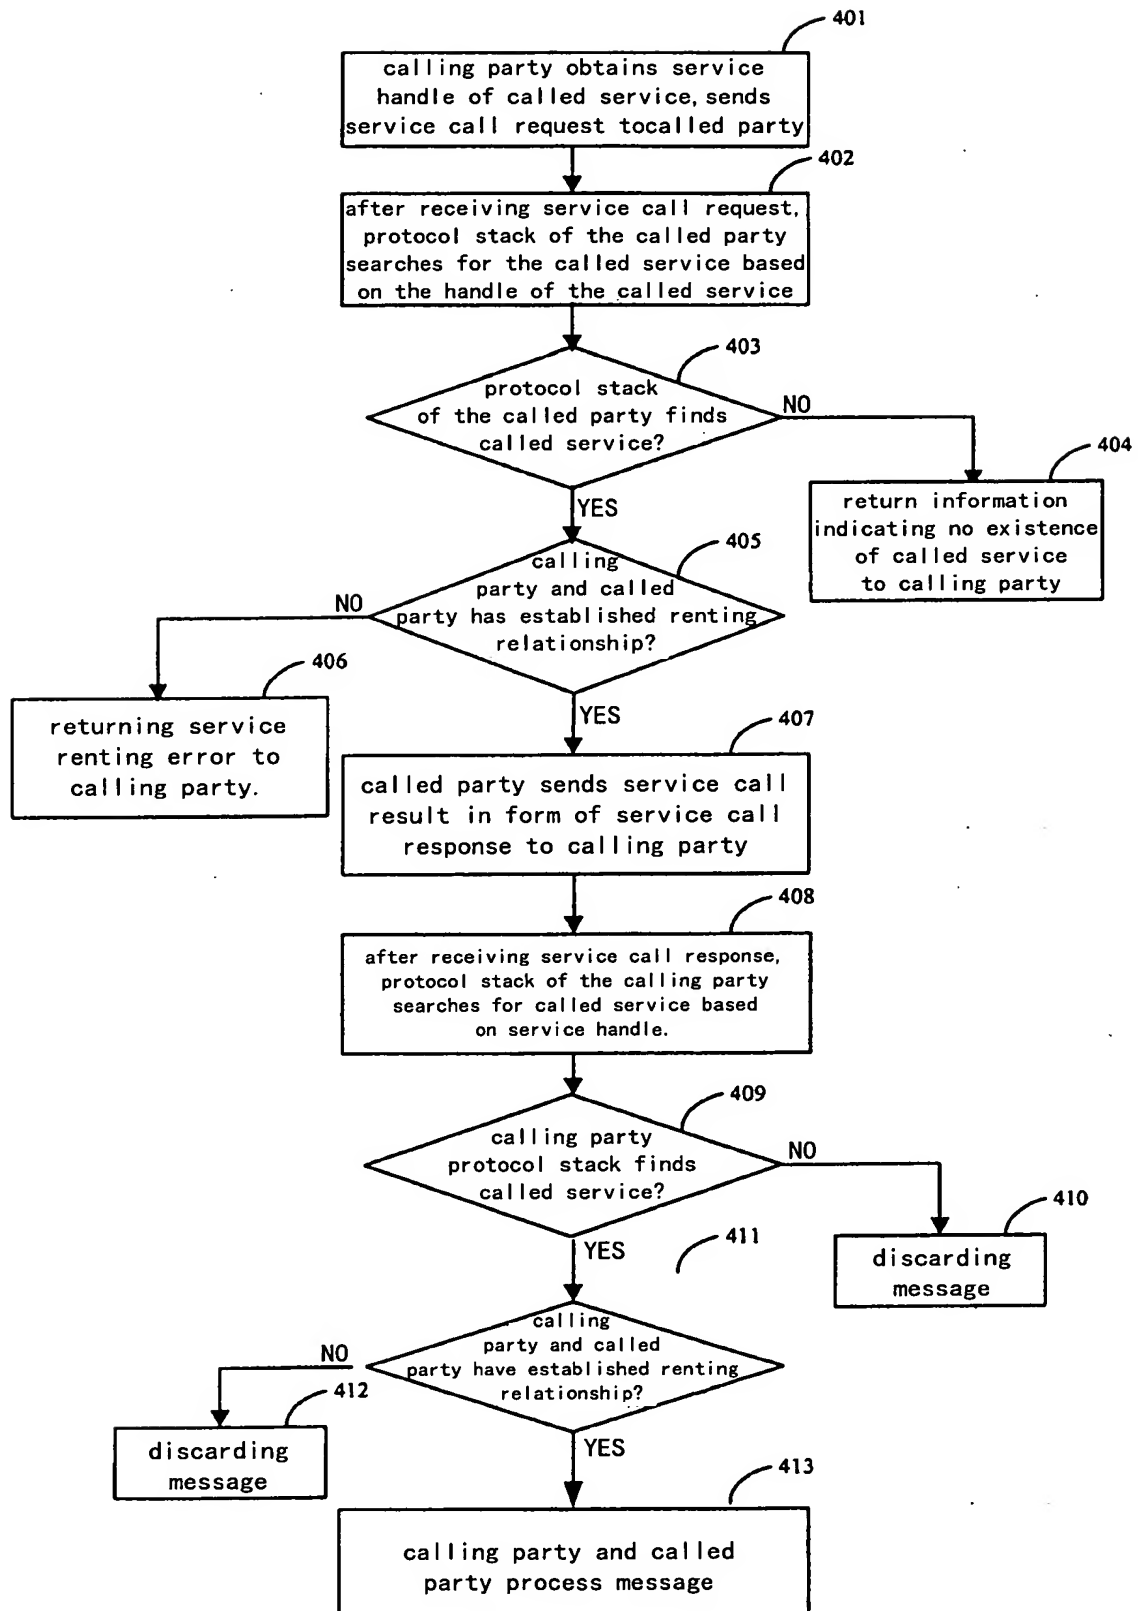 401
calling party obtains service
handle of called service, sends
service call request tocalled party
402
after receiving service call request,
protocol stack of the called party
searches for the called service based
on the handle of the called service
403
protocol stack
of the called party finds
called service?
NO
404
return information
indicating no existence
of called service
to calling party
YES
405
calling
party and called
party has established renting
relationship?
NO
406
returning service
renting error to
calling party.
YES
407
called party sends service call
result in form of service call
response to calling party
408
after receiving service call response,
protocol stack of the calling party
searches for called service based
on service handle.
409
calling party
protocol stack finds
called service?
NO
410
discarding
message
YES
411
calling
party and called
party have established renting
relationship?
NO
412
discarding
message
YES
413
calling party and called
party process message